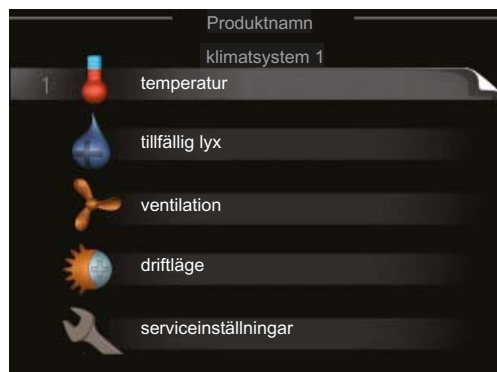 Produktnamn
klimatsystem 1
1 temperatur
tillfällig lyx
ventilation
driftläge
serviceinställningar